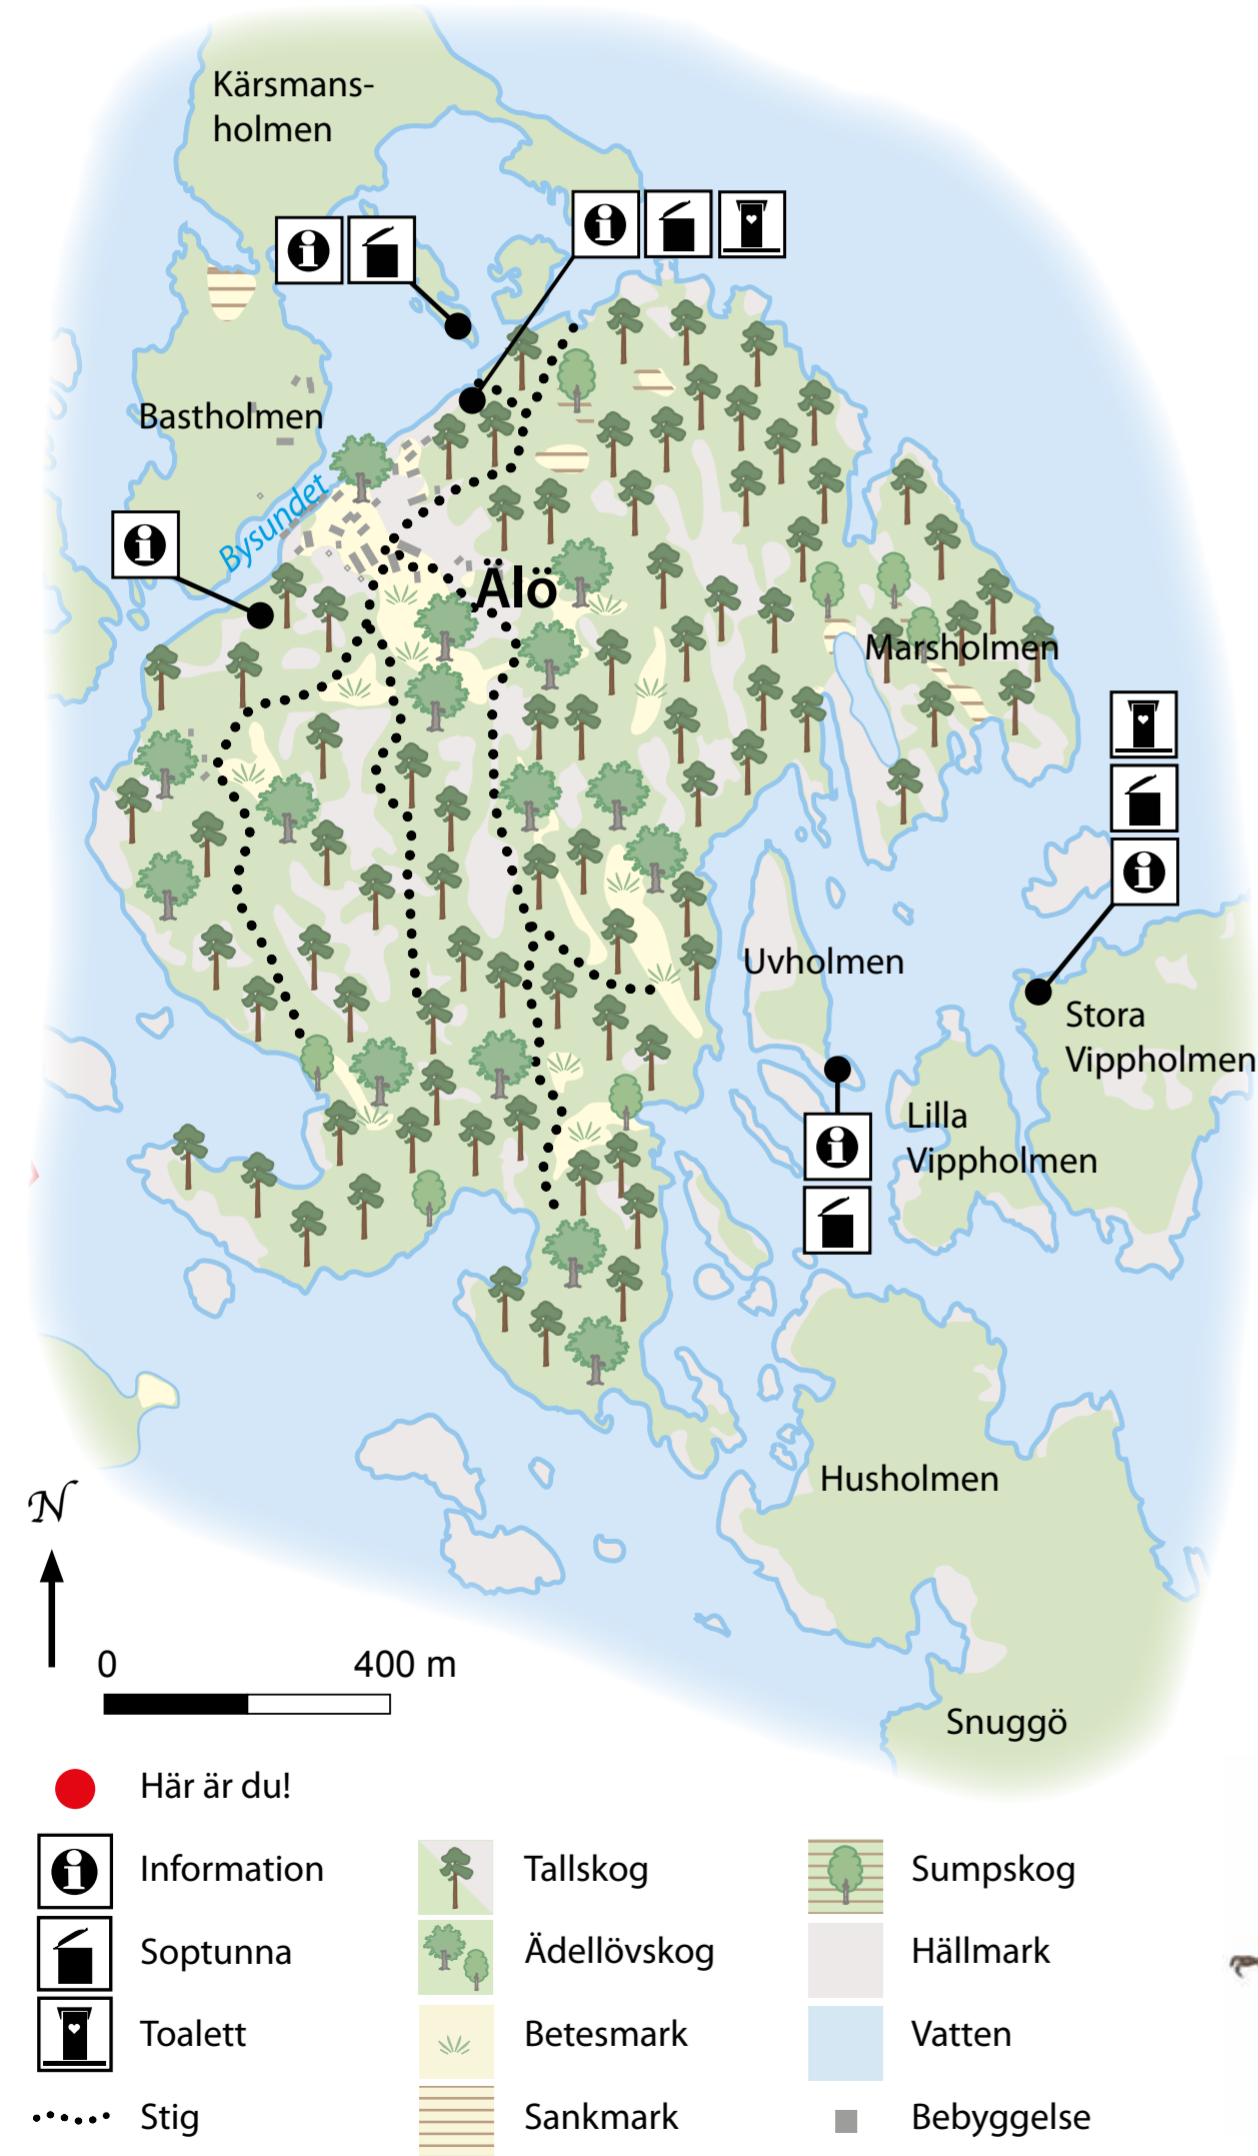 Kärsmans-
holmen
Bastholmen
Bysundet
Älö
Marsholmen
Uvholmen
Stora
Vippholmen
Lilla
Vippholmen
Husholmen
Snuggö
N
0 400 m
Här är du!
Information
Tallskog
Sumpskog
Soptunna
Ädellövskog
Hällmark
Toalett
Betesmark
Vatten
Stig
Sankmark
Bebyggelse